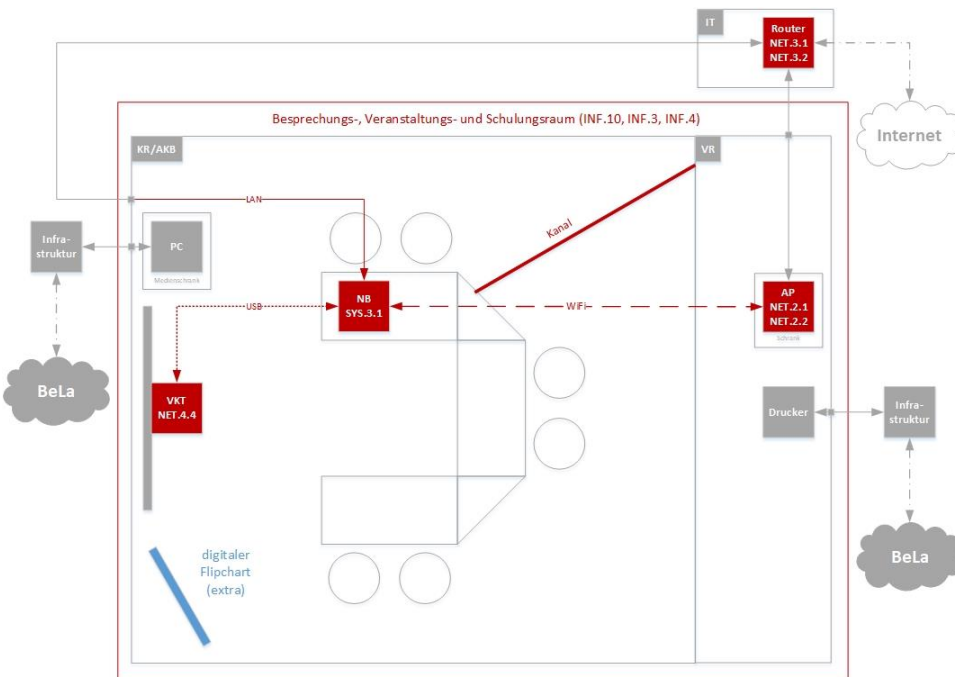 IT
Router
NET.3.1
NET.3.2
Internet
Besprechungs-, Veranstaltungs- und Schulungsraum (INF.10, INF.3, INF.4)
KR/AKB
VR
LAN
Kanal
Infra-
struktur
PC
Medienschrank
NB
SYS.3.1
USB
WIFI
AP
NET.2.1
NET.2.2
Schrank
BeLa
VKT
NET.4.4
Drucker
Infra-
struktur
digitaler
Flipchart
(extra)
BeLa